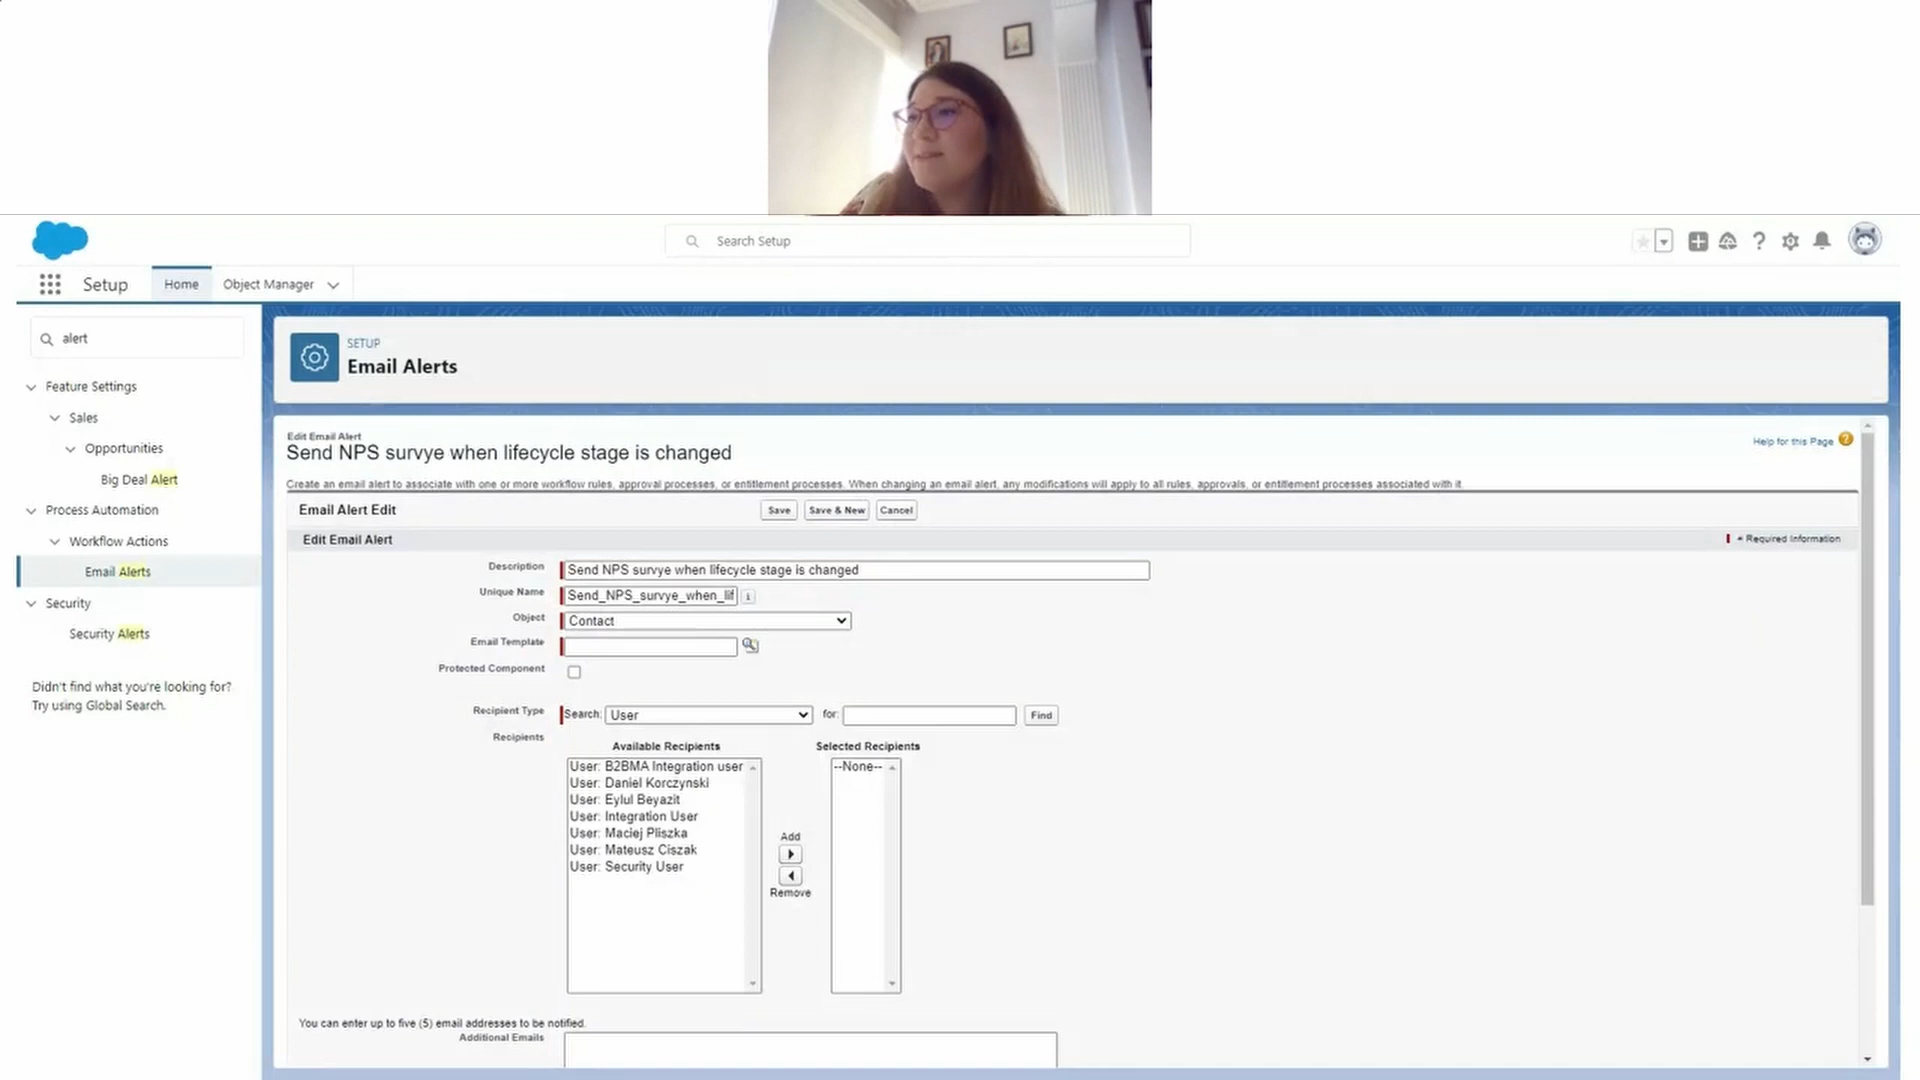 Search Setup
Setup
Home
Object Manager
alert
Feature Settings
Sales
Opportunities
Big Deal Alert
Process Automation
Workflow Actions
Email Alerts
Security
Security Alerts
Didn't find what you're looking for?
Try using Global Search.
SETUP
Email Alerts
Edit Email Alert
Send NPS survye when lifecycle stage is changed
Help for this Page
Create an email alert to associate with one or more workflow rules, approval processes, or entitlement processes. When changing an email alert, any modifications will apply to all rules, approvals, or entitlement processes associated with it.
Email Alert Edit
Save
Save & New
Cancel
Edit Email Alert
= Required Information
Description
Send NPS survye when lifecycle stage is changed
Unique Name
Send_NPS_survye_when_lif
i
Object
Contact
Email Template
Protected Component
Recipient Type
Search:
User
for:
Find
Recipients
Available Recipients
Selected Recipients
User: B2BMA Integration user
User: Daniel Korczynski
User: Eylul Beyazit
User: Integration User
User: Maciej Pliszka
User: Mateusz Ciszak
User: Security User
--None--
Add
Remove
You can enter up to five (5) email addresses to be notified.
Additional Emails